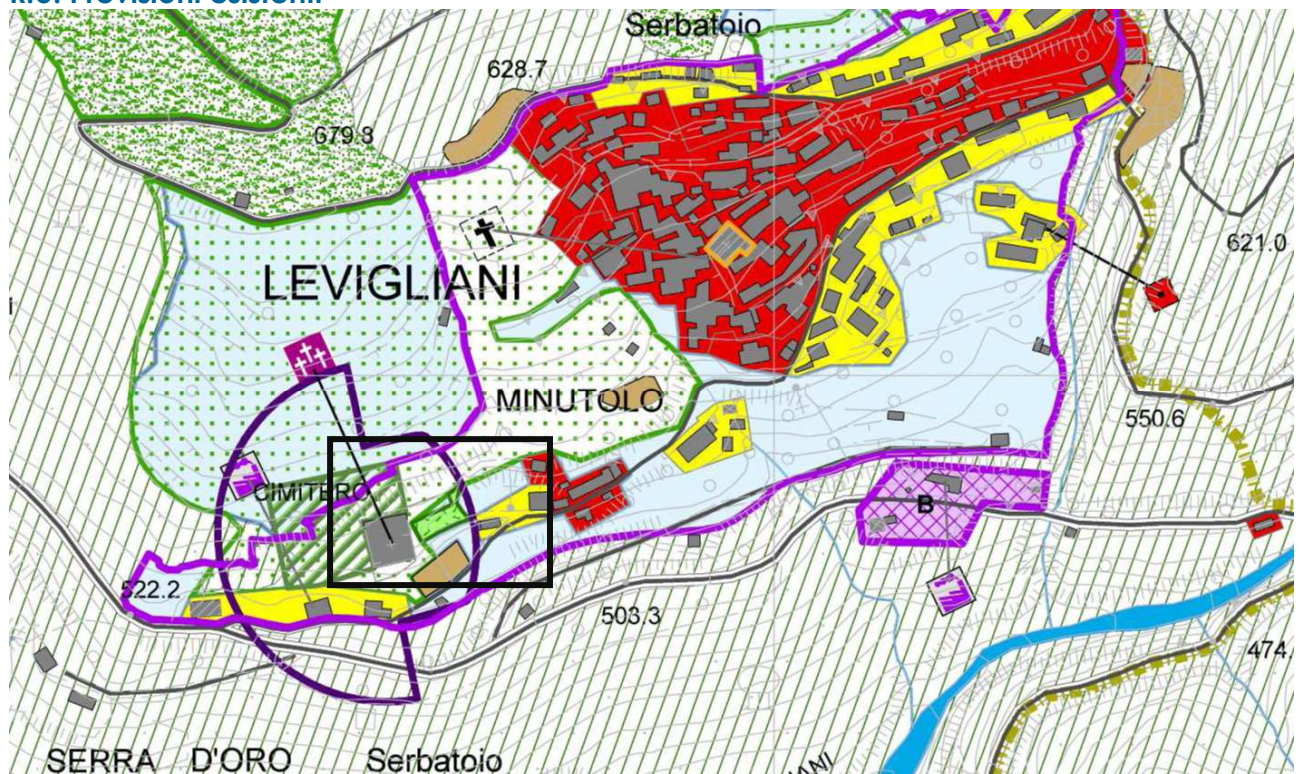 Serbatoio
628.7
679.8
621.0
LEVIGLIANI
MINUTOLO
550.6
CIMITERO
B
522.2
503.3
474.
SERRA D'ORO Serbatoio